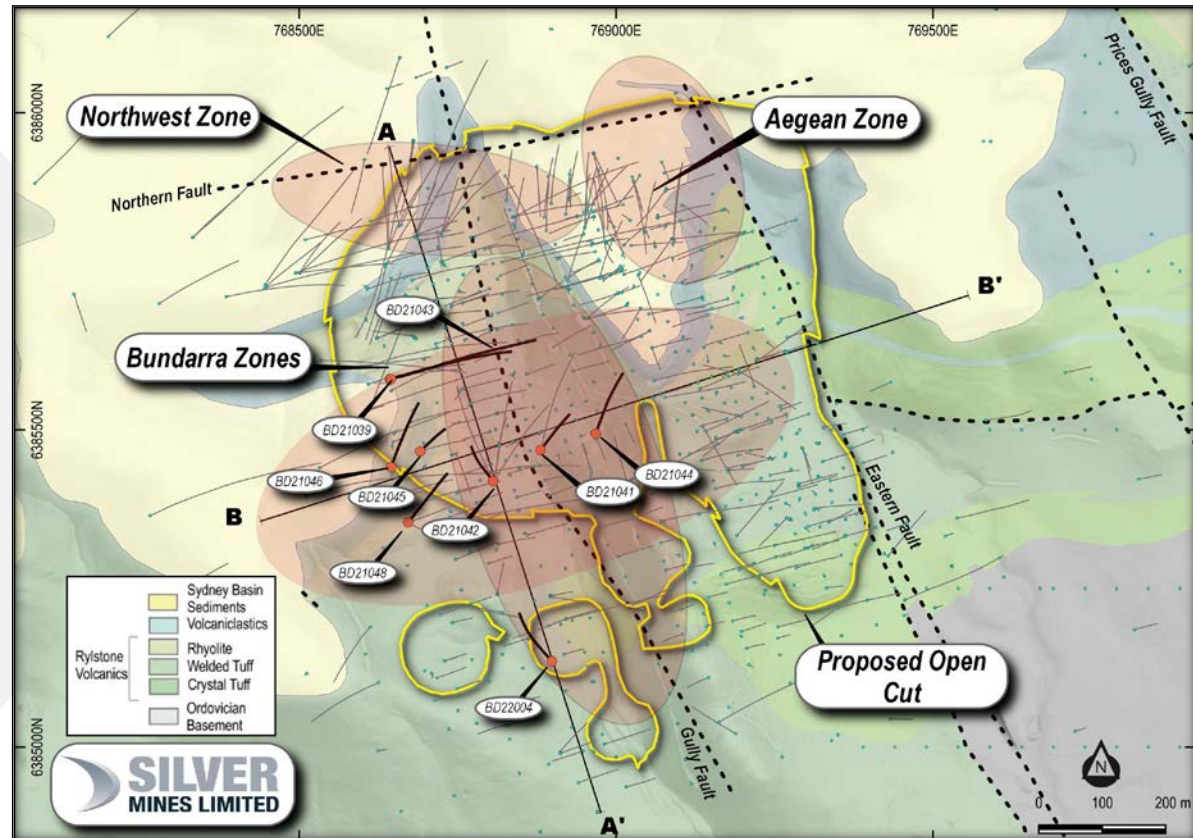 768500E
769000E
769500E
6386000N
6385500N
6385000N
Northwest Zone
A
Aegean Zone
Prices Gully Fault
Northern Fault
BD21043
B'
Bundarra Zones
BD21039
BD21046
BD21045
BD21044
BD21041
B
BD21042
BD21048
Eastern Fault
Sydney Basin
Sediments
Volcaniclastics
Rylstone
Volcanics
Rhyolite
Welded Tuff
Crystal Tuff
Ordovician
Basement
Proposed Open
Cut
BD22004
Gully Fault
SILVER
MINES LIMITED
A'
N
0 100 200 m